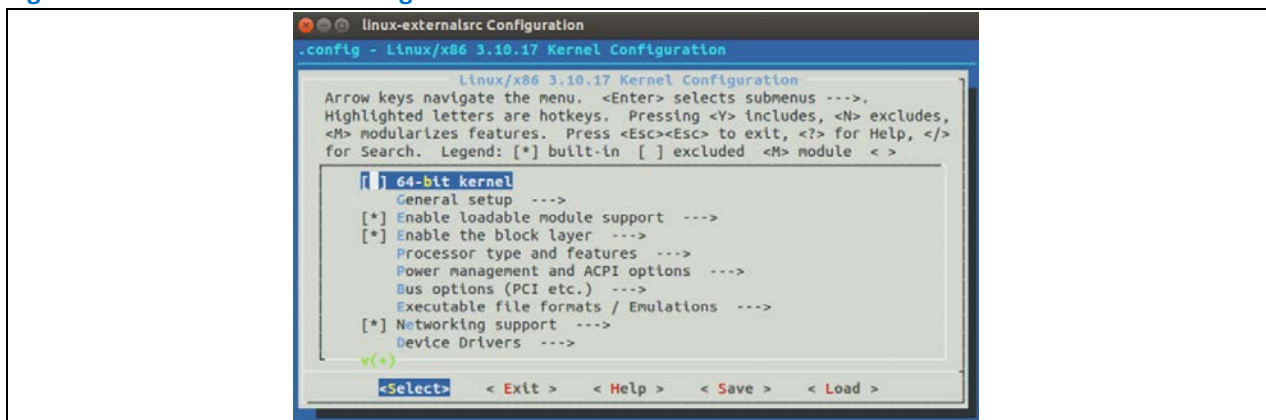 linux-externalsrc Configuration
.config - Linux/x86 3.10.17 Kernel Configuration
Linux/x86 3.10.17 Kernel Configuration
Arrow keys navigate the menu. <Enter> selects submenus --->.
Highlighted letters are hotkeys. Pressing <Y> includes, <N> excludes,
<M> modularizes features. Press <Esc><Esc> to exit, <?> for Help, </>
for Search. Legend: [*] built-in [ ] excluded <M> module < >
[ ] 64-bit kernel
General setup --->
[*] Enable loadable module support --->
[*] Enable the block layer --->
Processor type and features --->
Power management and ACPI options --->
Bus options (PCI etc.) --->
Executable file formats / Emulations --->
[*] Networking support --->
Device Drivers --->
v(+)
<Select> < Exit > < Help > < Save > < Load >